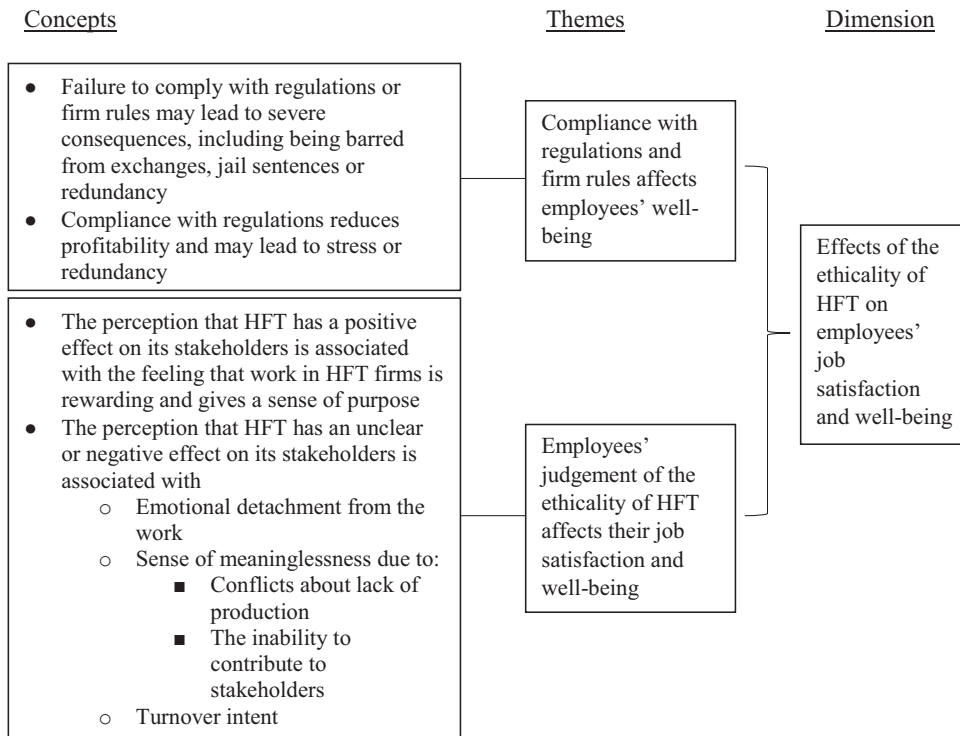 Concepts
Themes
Dimension
● Failure to comply with regulations or
firm rules may lead to severe
consequences, including being barred
from exchanges, jail sentences or
redundancy
● Compliance with regulations reduces
profitability and may lead to stress or
redundancy
Compliance with
regulations and
firm rules affects
employees’ well-
being
● The perception that HFT has a positive
effect on its stakeholders is associated
with the feeling that work in HFT firms is
rewarding and gives a sense of purpose
● The perception that HFT has an unclear
or negative effect on its stakeholders is
associated with
○ Emotional detachment from the
work
○ Sense of meaninglessness due to:
■ Conflicts about lack of
production
■ The inability to
contribute to
stakeholders
○ Turnover intent
Employees’
judgement of the
ethicality of HFT
affects their job
satisfaction and
well-being
Effects of the
ethicality of
HFT on
employees’
job
satisfaction
and well-being